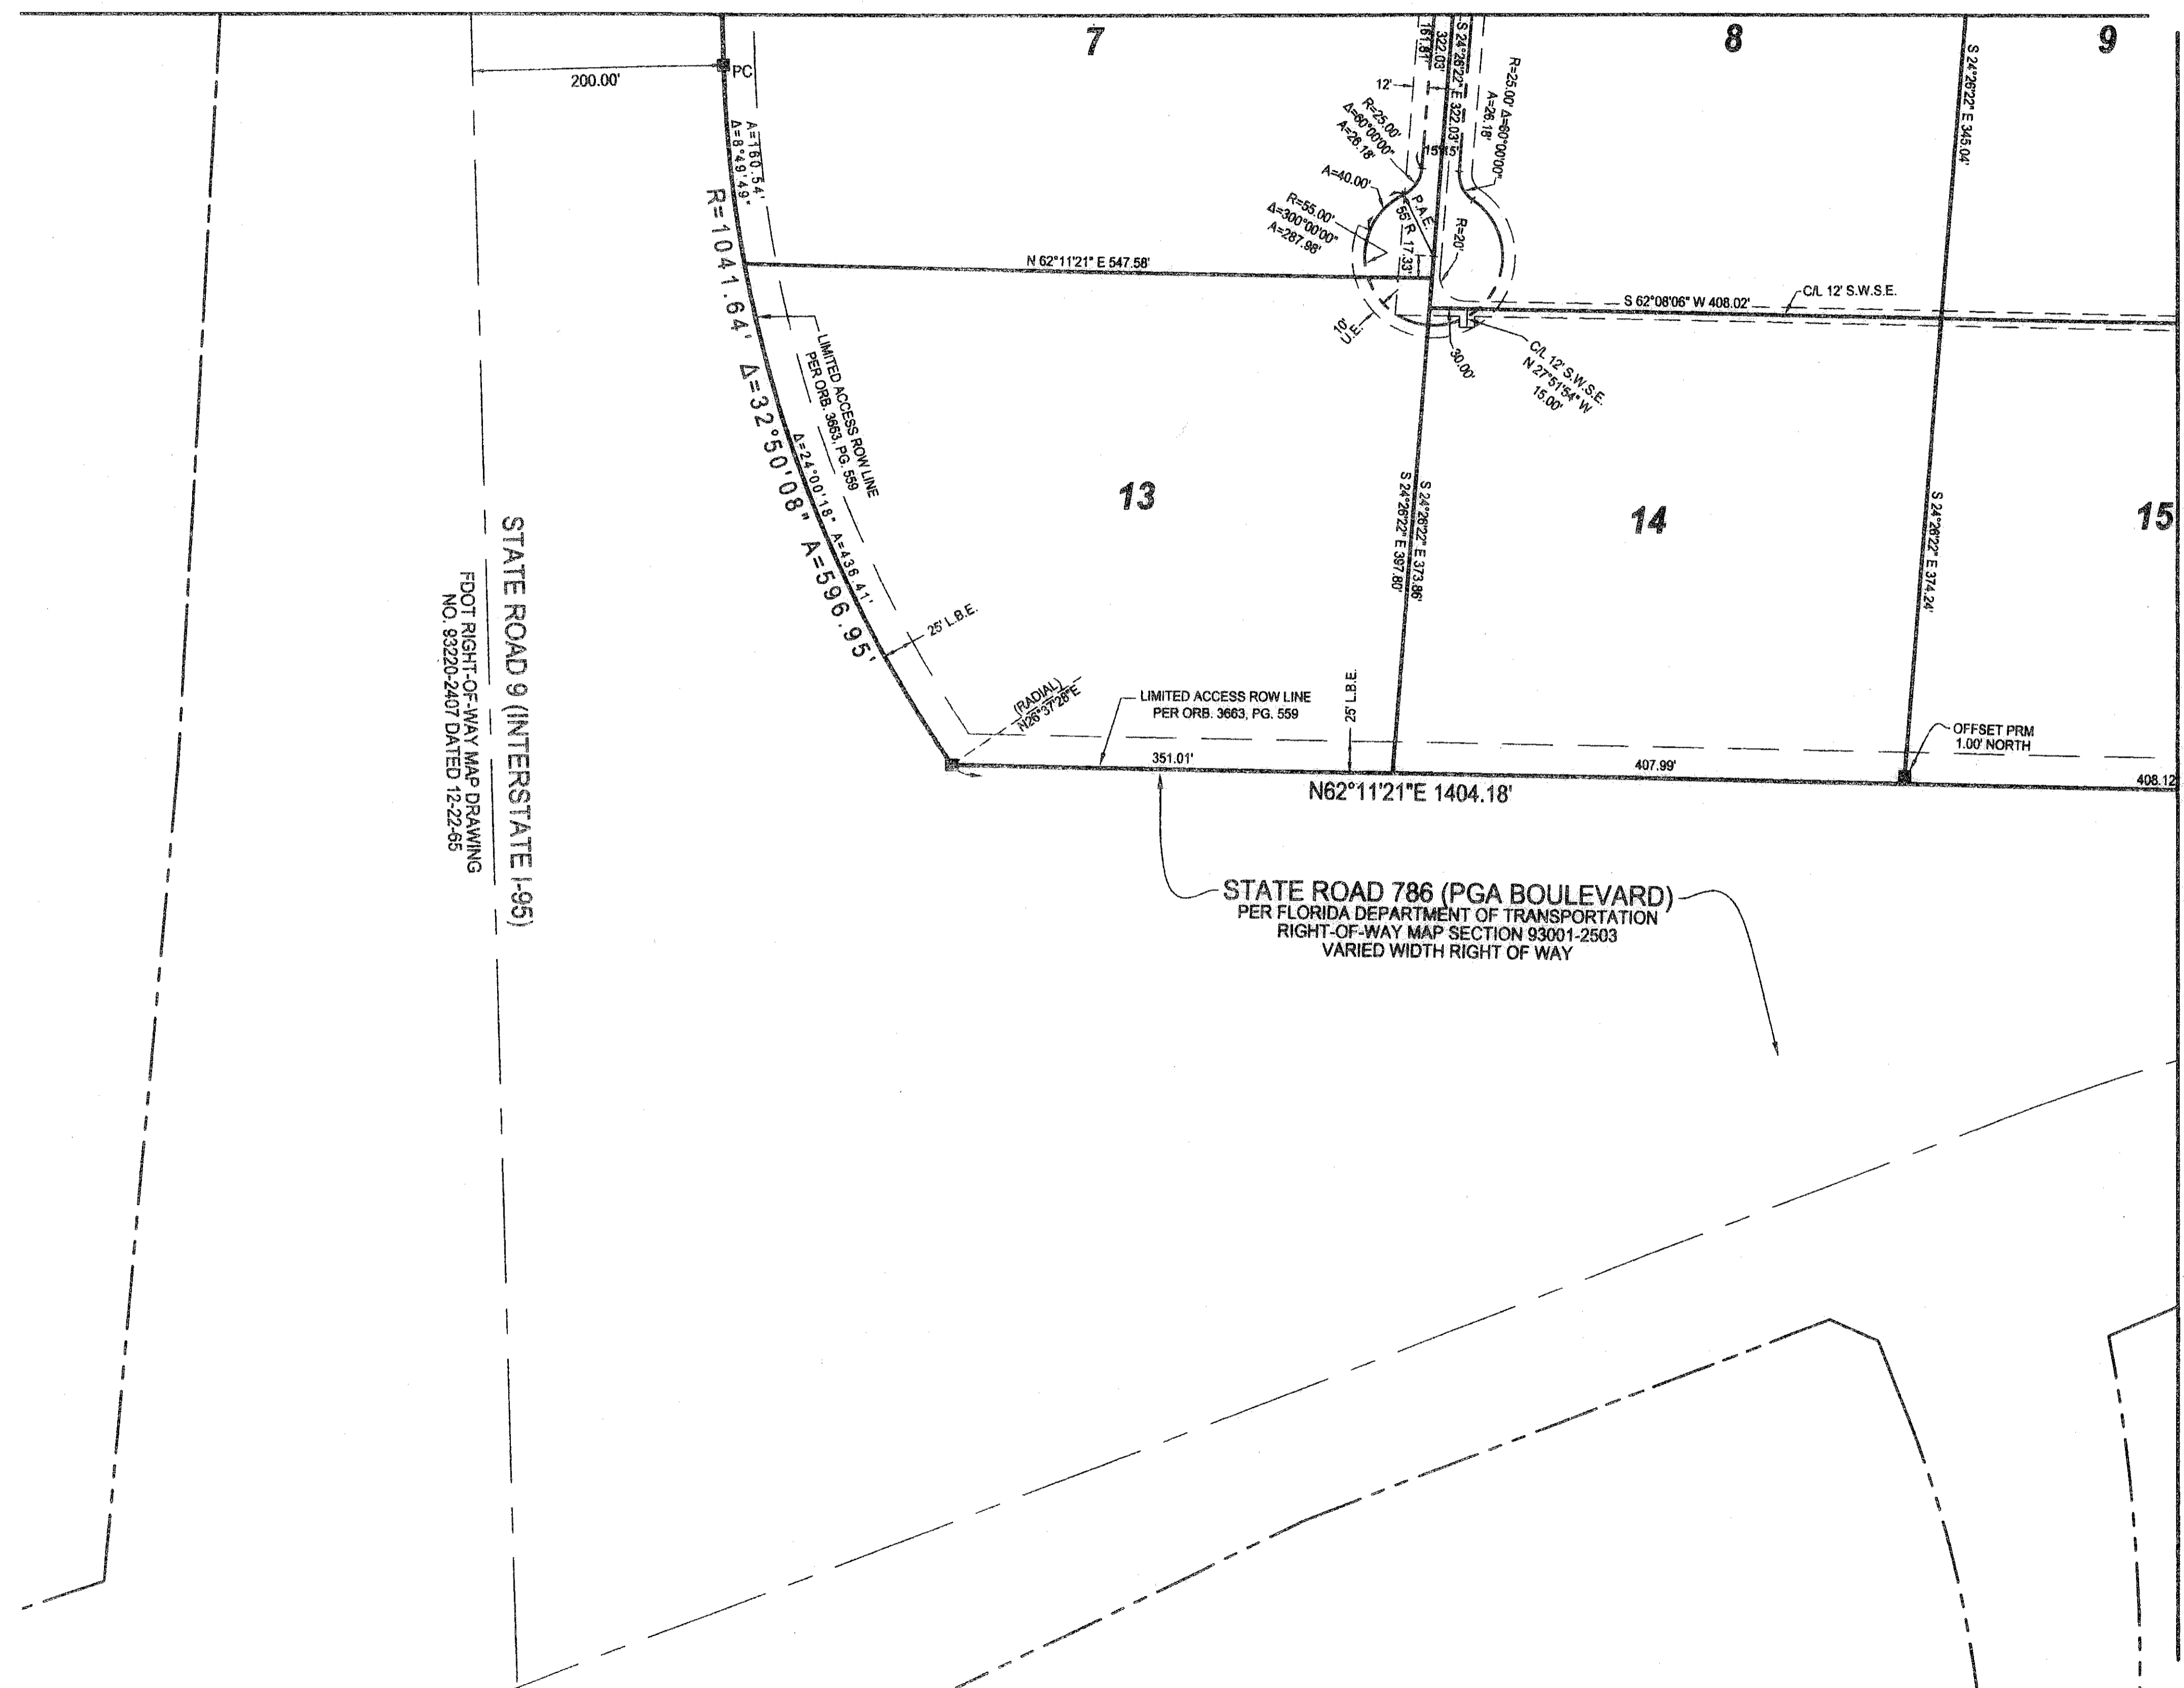 7
8
9
200.00'
PC
A=160.54'
Δ=8°49'49"
R=1041.64' Δ=32°50'08" A=596.95'
161.81'
322.03'
S 24°26'22" E 322.03'
12'
R=25.00'
Δ=60°00'00"
A=26.18'
R=25.00' Δ=60°00'00"
A=26.18'
S 24°26'22" E 345.04'
15' 15'
A=40.00'
R=55.00'
Δ=300°00'00"
A=287.98'
P.A.E.
55' R
17.33'
R=20'
N 62°11'21" E 547.58'
S 62°08'06" W 408.02'
C/L 12' S.W.S.E.
10'
U.E.
30.00'
C/L 12' S.W.S.E.
N 27°51'54" W
15.00'
LIMITED ACCESS ROW LINE
PER ORB. 3663, PG. 559
Δ=24°00'18" A=436.41'
13
14
15
S 24°26'22" E 373.86'
S 24°26'22" E 397.80'
S 24°26'22" E 374.24'
STATE ROAD 9 (INTERSTATE I-95)
FDOT RIGHT-OF-WAY MAP DRAWING
NO. 93220-2407 DATED 12-22-65
25' L.B.E.
(RADIAL)
N26°37'28"E
LIMITED ACCESS ROW LINE
PER ORB. 3663, PG. 559
25' L.B.E.
OFFSET PRM
1.00' NORTH
351.01'
407.99'
408.12
N62°11'21"E 1404.18'
STATE ROAD 786 (PGA BOULEVARD)
PER FLORIDA DEPARTMENT OF TRANSPORTATION
RIGHT-OF-WAY MAP SECTION 93001-2503
VARIED WIDTH RIGHT OF WAY